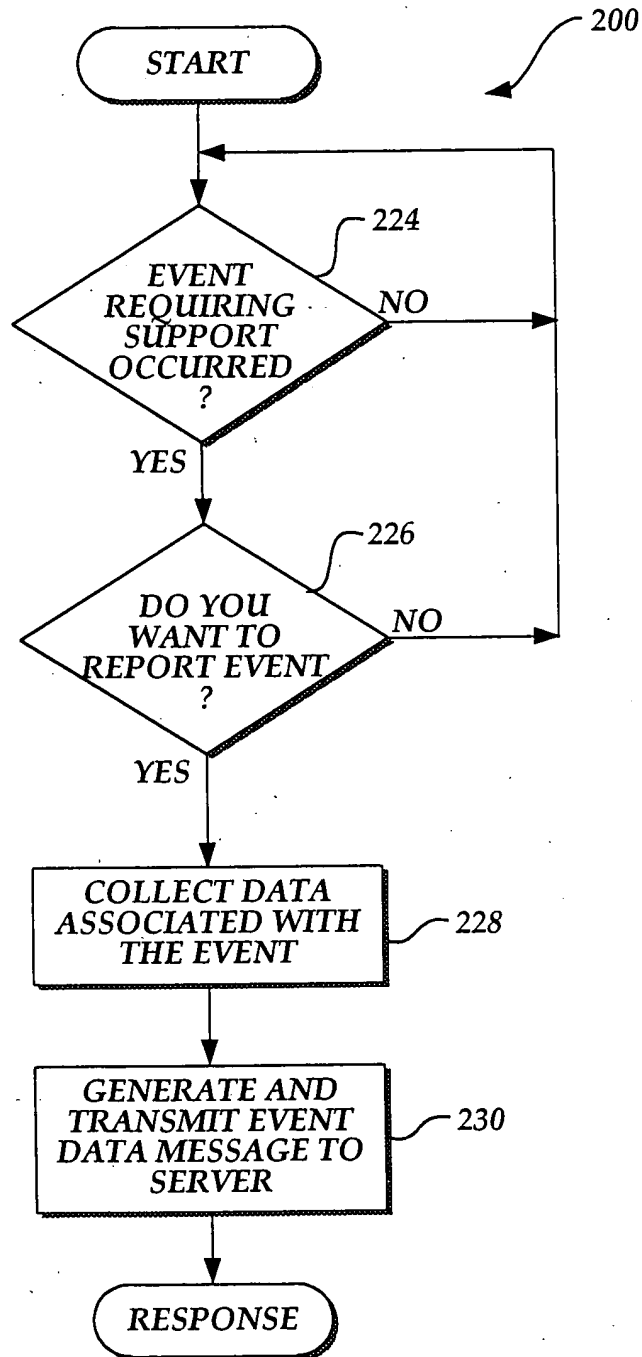 200
START
224
EVENT
REQUIRING
SUPPORT
OCCURRED
?
NO
YES
226
DO YOU
WANT TO
REPORT EVENT
?
NO
YES
COLLECT DATA
ASSOCIATED WITH
THE EVENT
228
GENERATE AND
TRANSMIT EVENT
DATA MESSAGE TO
SERVER
230
RESPONSE